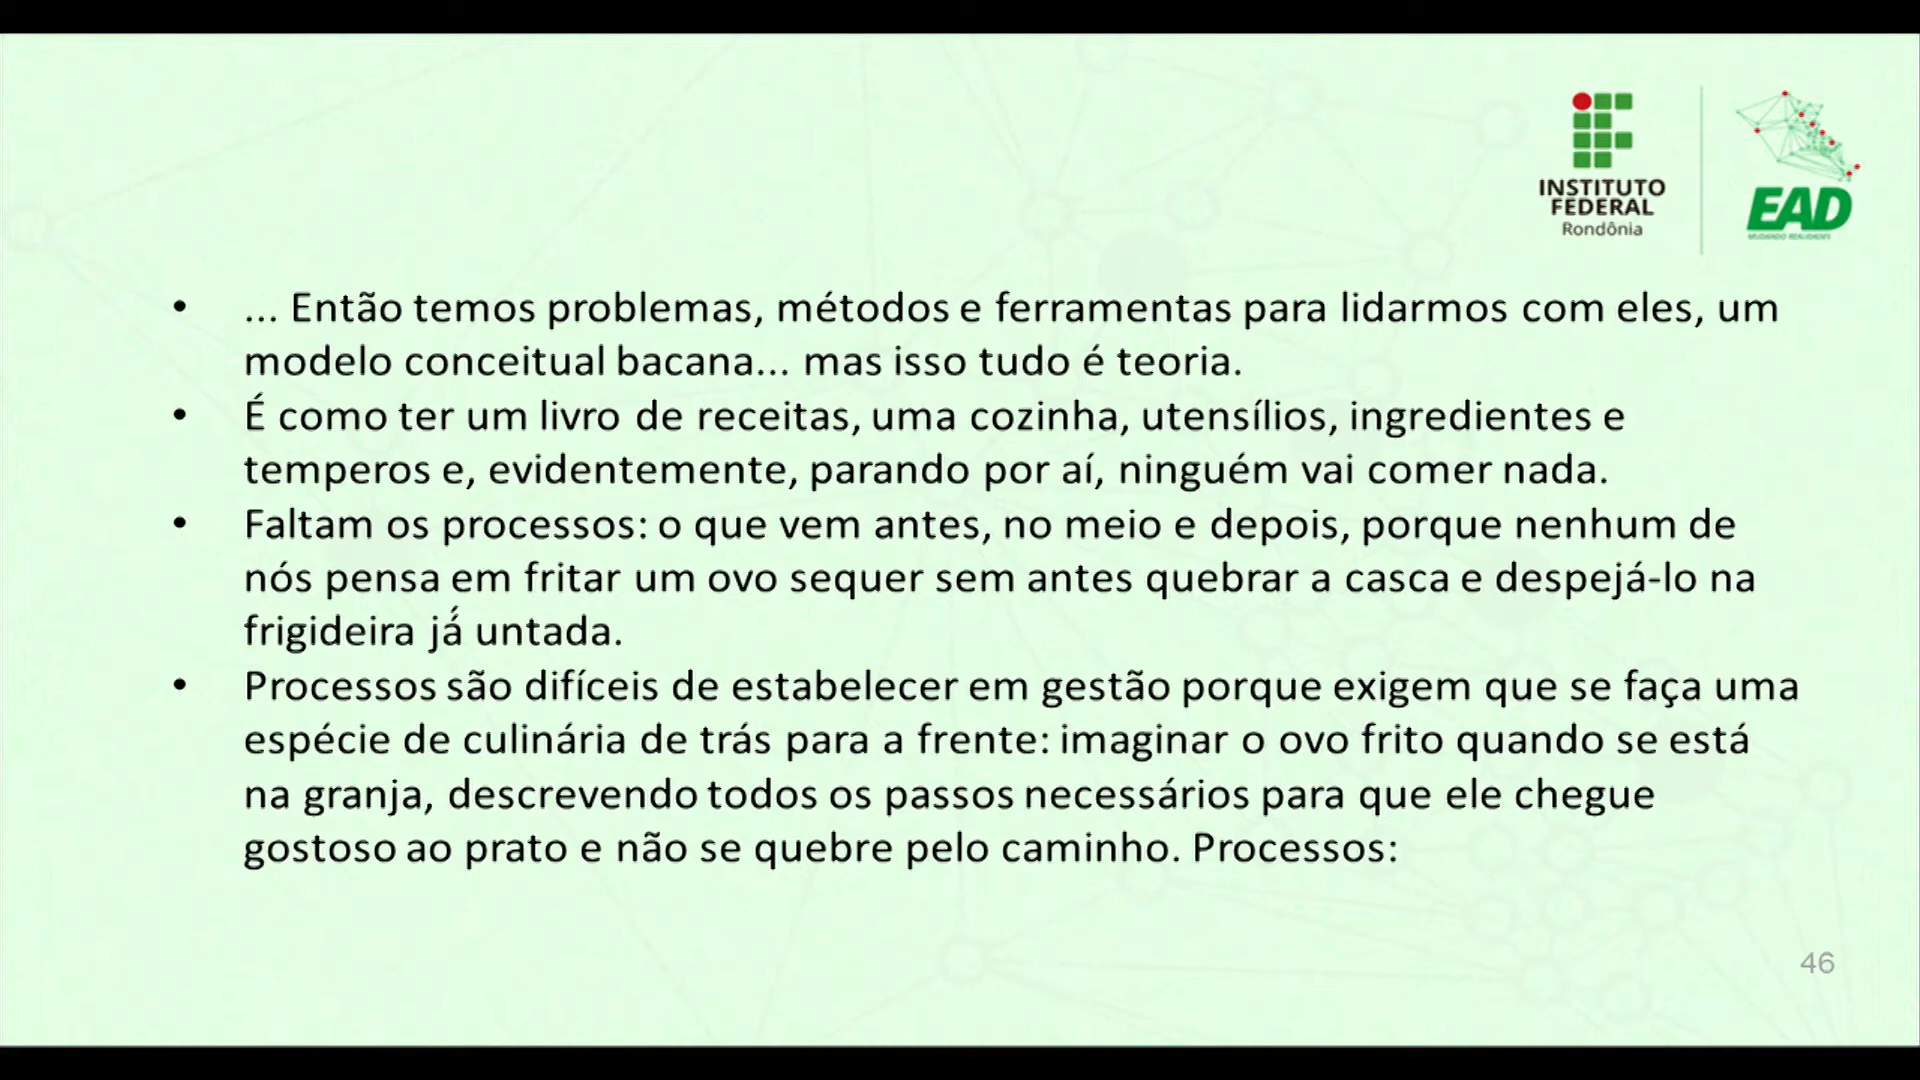 INSTITUTO
FEDERAL
Rondônia
EAD
MUDANDO REALIDADES
• ... Então temos problemas, métodos e ferramentas para lidarmos com eles, um
modelo conceitual bacana... mas isso tudo é teoria.
• É como ter um livro de receitas, uma cozinha, utensílios, ingredientes e
temperos e, evidentemente, parando por aí, ninguém vai comer nada.
• Faltam os processos: o que vem antes, no meio e depois, porque nenhum de
nós pensa em fritar um ovo sequer sem antes quebrar a casca e despejá-lo na
frigideira já́ untada.
• Processos são difíceis de estabelecer em gestão porque exigem que se faça uma
espécie de culinária de trás para a frente: imaginar o ovo frito quando se está
na granja, descrevendo todos os passos necessários para que ele chegue
gostoso ao prato e não se quebre pelo caminho. Processos:
46